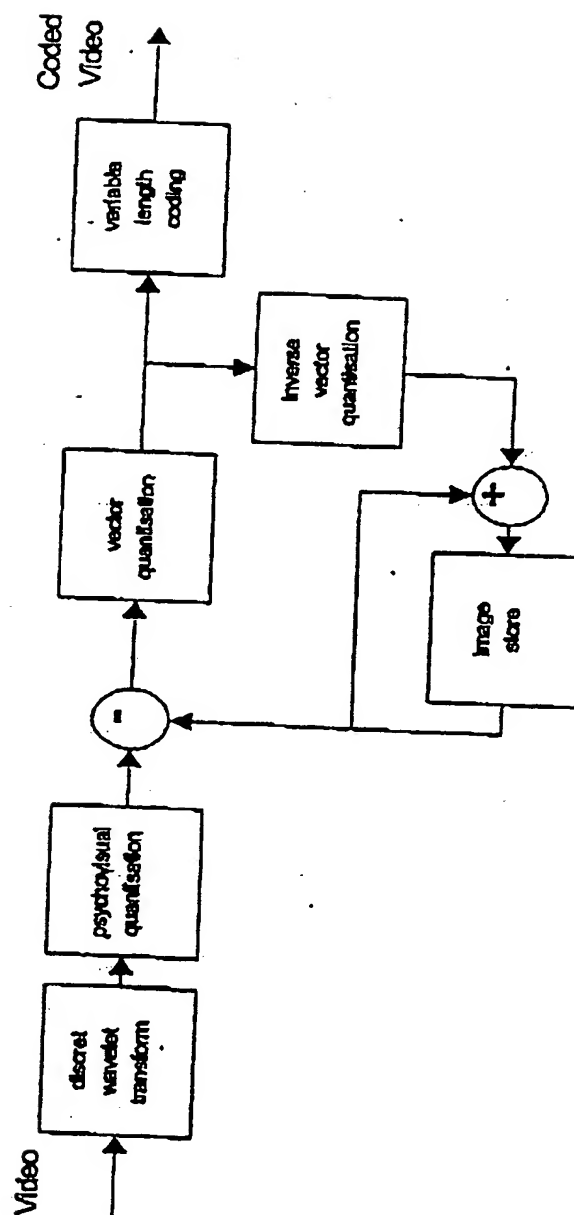 Video
discret
wavelet
transform
psychovisual
quantisation
-
vector
quantisation
variable
length
coding
Coded
Video
inverse
vector
quantisation
+
image
store